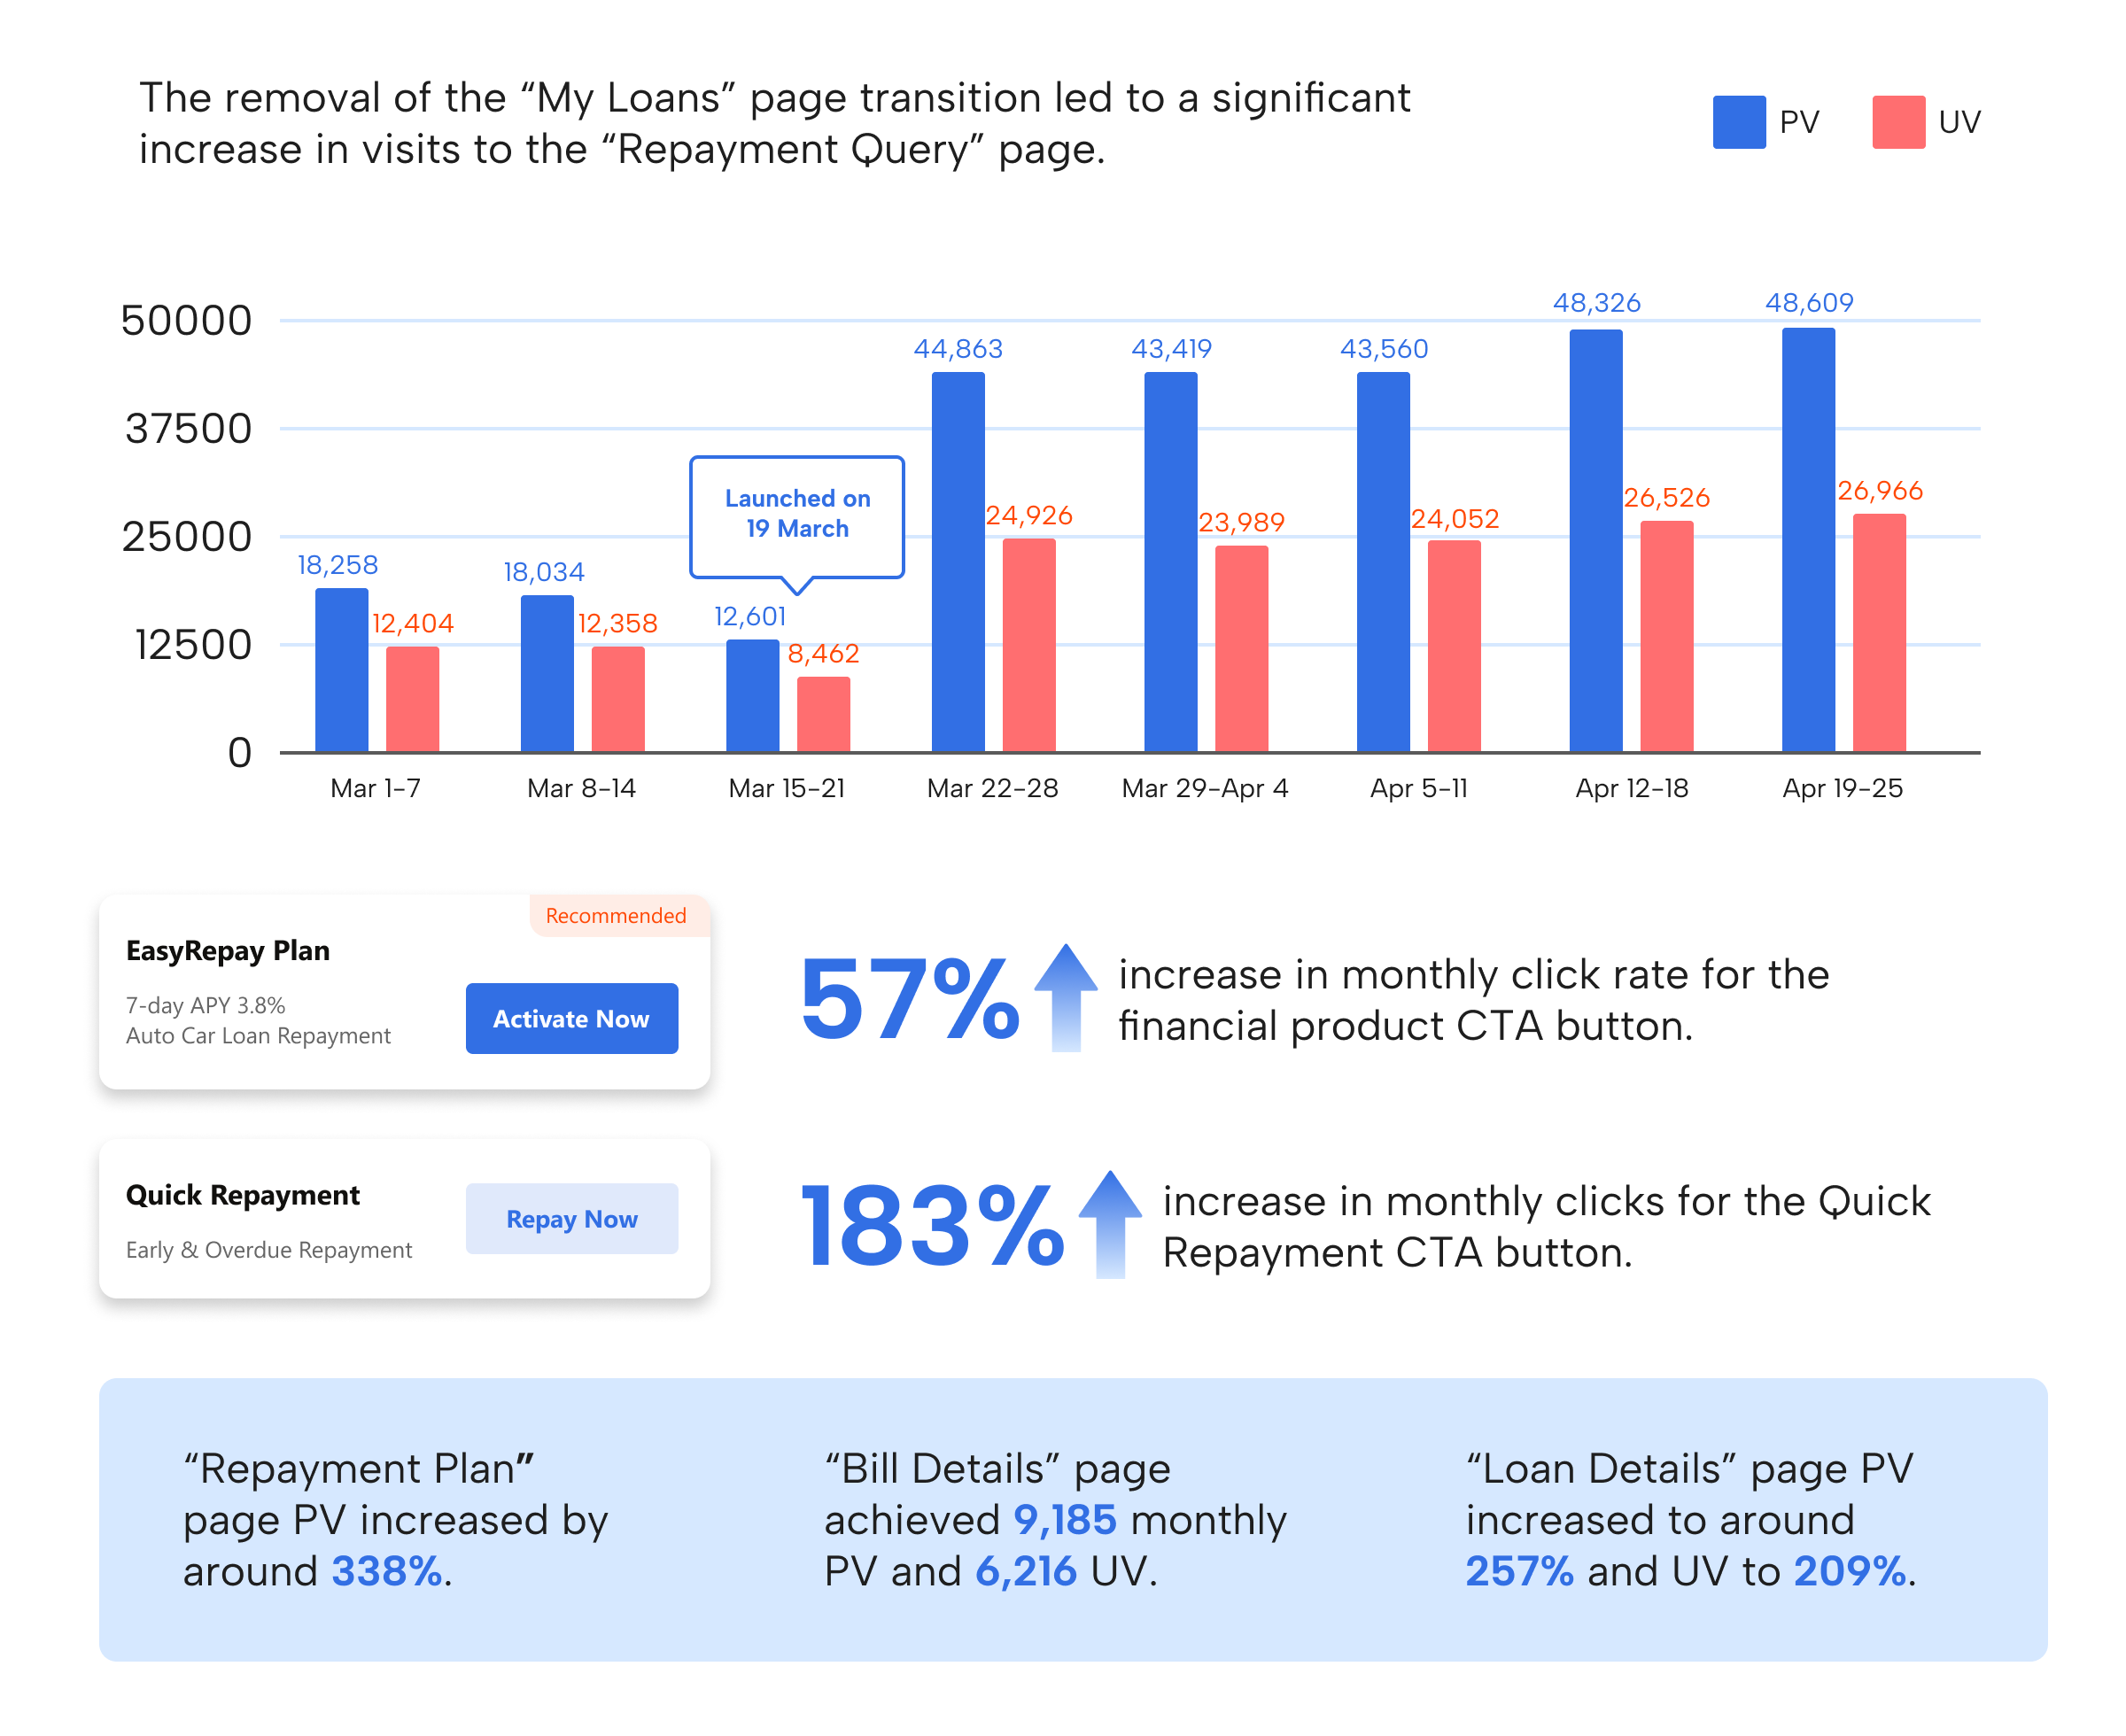 The removal of the “My Loans” page transition led to a significant
increase in visits to the “Repayment Query” page.
PV
UV
50000
37500
25000
12500
0
18,258
12,404
18,034
12,358
Launched on
19 March
12,601
8,462
44,863
24,926
43,419
23,989
43,560
24,052
48,326
26,526
48,609
26,966
Mar 1-7
Mar 8-14
Mar 15-21
Mar 22-28
Mar 29-Apr 4
Apr 5-11
Apr 12-18
Apr 19-25
Recommended
EasyRepay Plan
7-day APY 3.8%
Auto Car Loan Repayment
Activate Now
57%
increase in monthly click rate for the
financial product CTA button.
Quick Repayment
Early & Overdue Repayment
Repay Now
183%
increase in monthly clicks for the Quick
Repayment CTA button.
“Repayment Plan”
page PV increased by
around 338%.
“Bill Details” page
achieved 9,185 monthly
PV and 6,216 UV.
“Loan Details” page PV
increased to around
257% and UV to 209%.